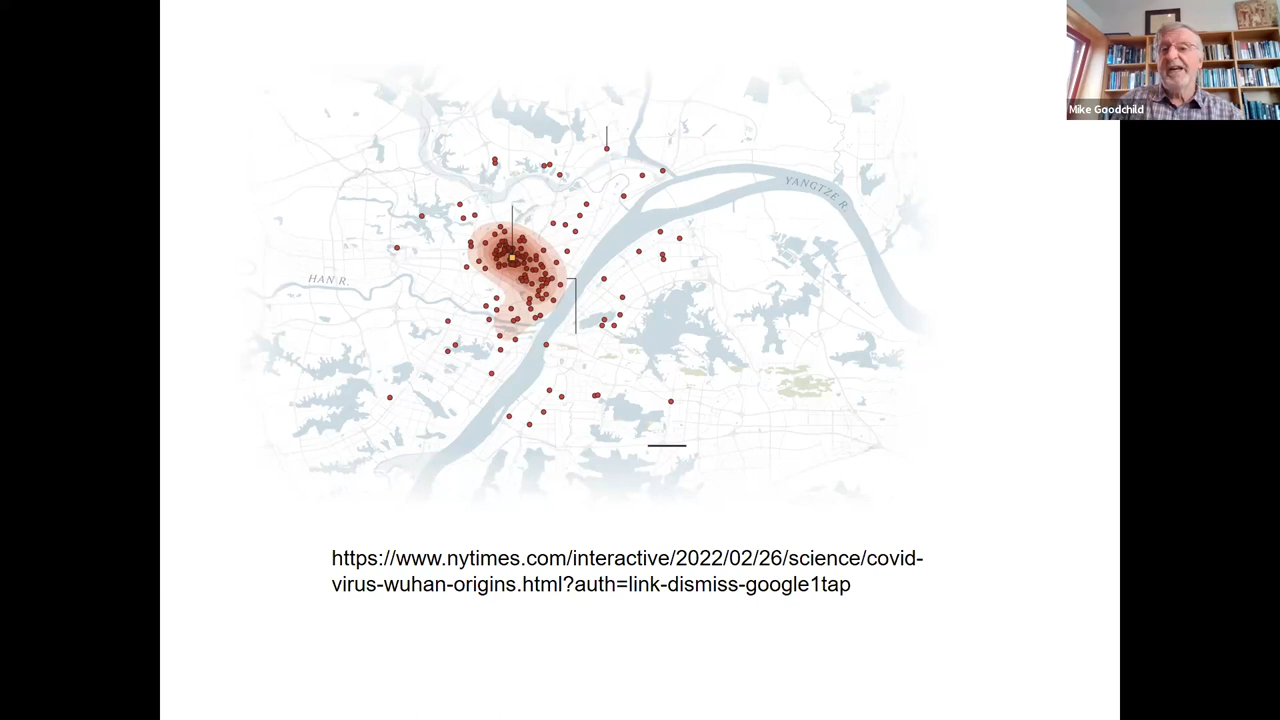 Mike Goodchild
YANGTZE R.
HAN R.
https://www.nytimes.com/interactive/2022/02/26/science/covid-
virus-wuhan-origins.html?auth=link-dismiss-google1tap